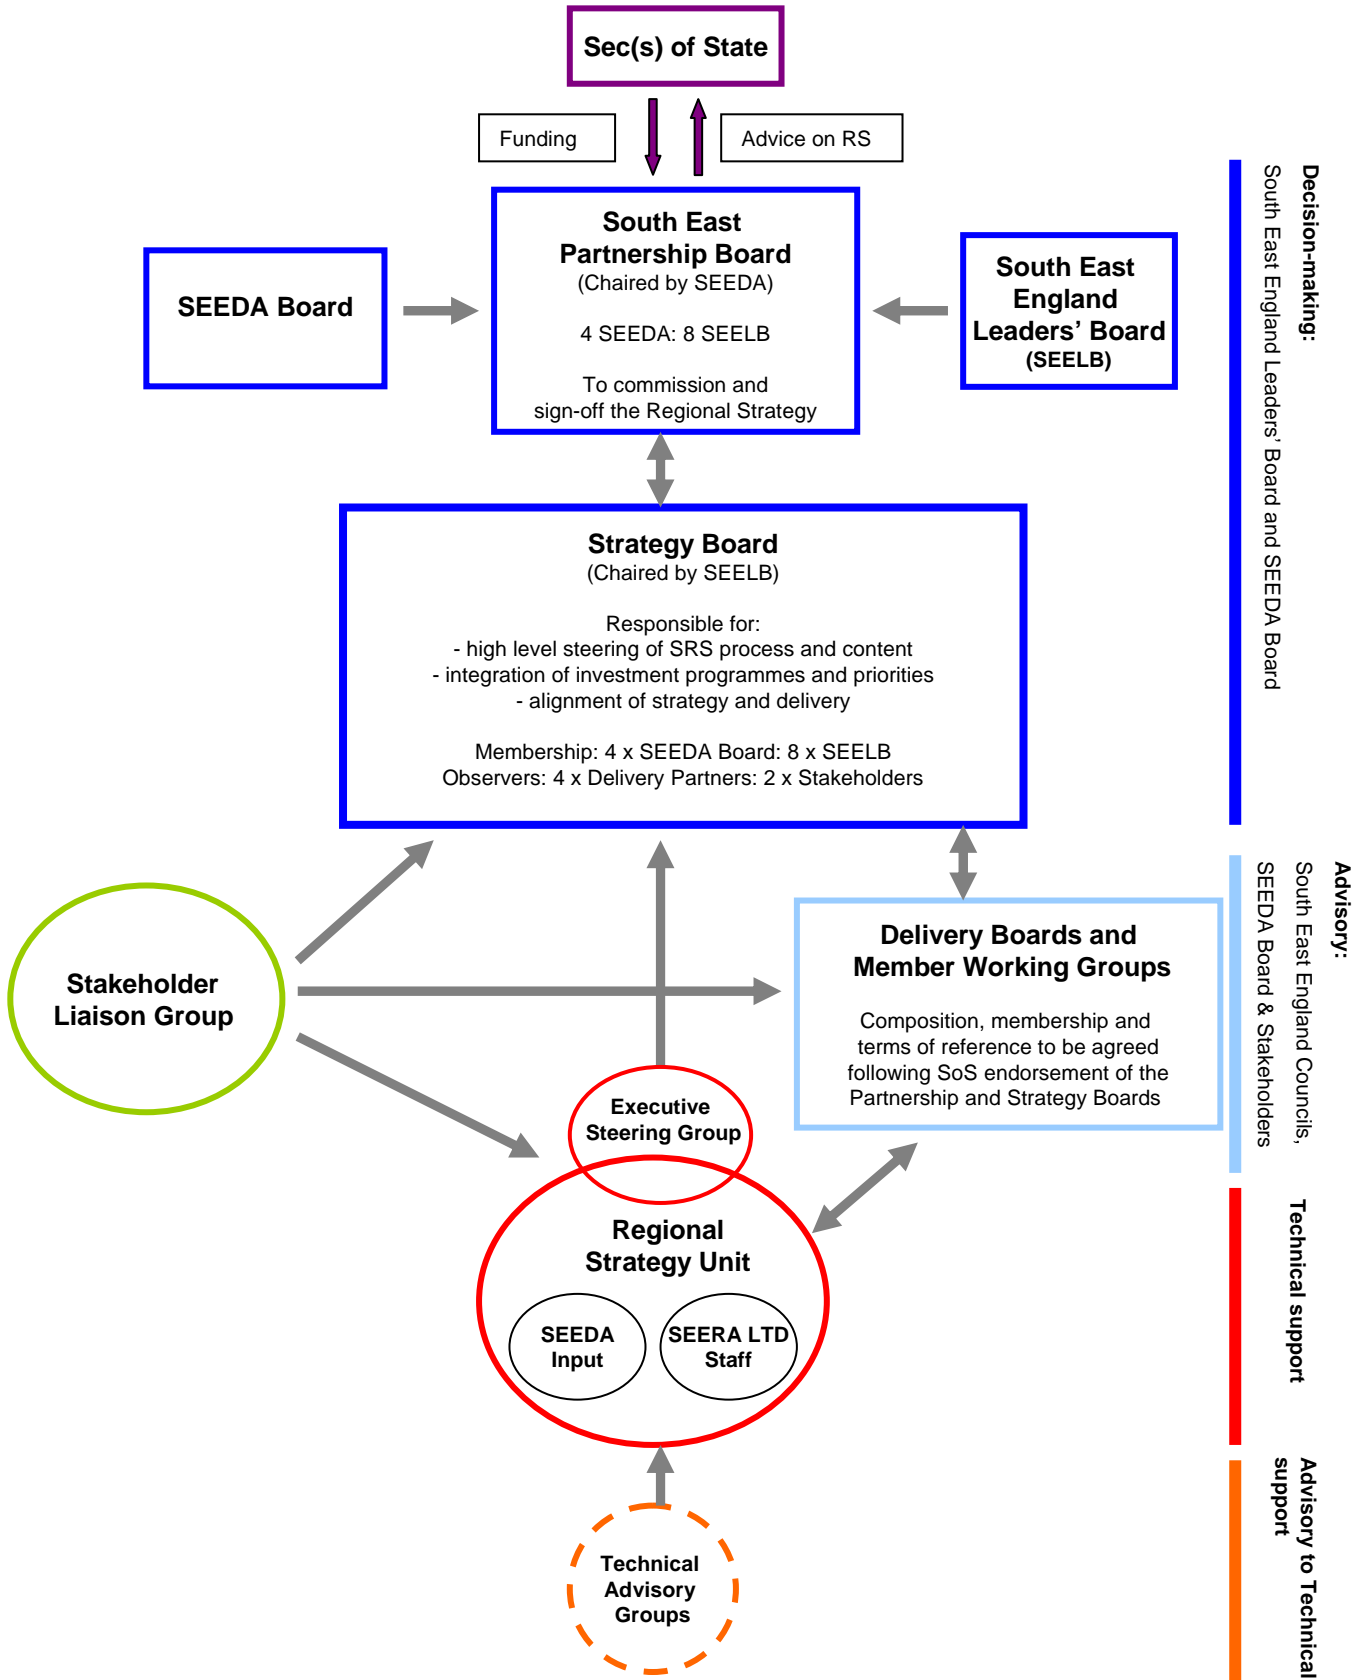 Sec(s) of State
Funding
Advice on RS
South East
Partnership Board
(Chaired by SEEDA)
4 SEEDA: 8 SEELB
To commission and
sign-off the Regional Strategy
SEEDA Board
South East
England
Leaders' Board
(SEELB)
Strategy Board
(Chaired by SEELB)
Responsible for:
- high level steering of SRS process and content
- integration of investment programmes and priorities
- alignment of strategy and delivery
Membership: 4 x SEEDA Board: 8 x SEELB
Observers: 4 x Delivery Partners: 2 x Stakeholders
Stakeholder
Liaison Group
Delivery Boards and
Member Working Groups
Composition, membership and
terms of reference to be agreed
following SoS endorsement of the
Partnership and Strategy Boards
Executive
Steering Group
Regional
Strategy Unit
SEEDA
Input
SEERA LTD
Staff
Technical
Advisory
Groups
Decision-making:
South East England Leaders' Board and SEEDA Board
Advisory:
South East England Councils,
SEEDA Board & Stakeholders
Technical support
Advisory to Technical
support